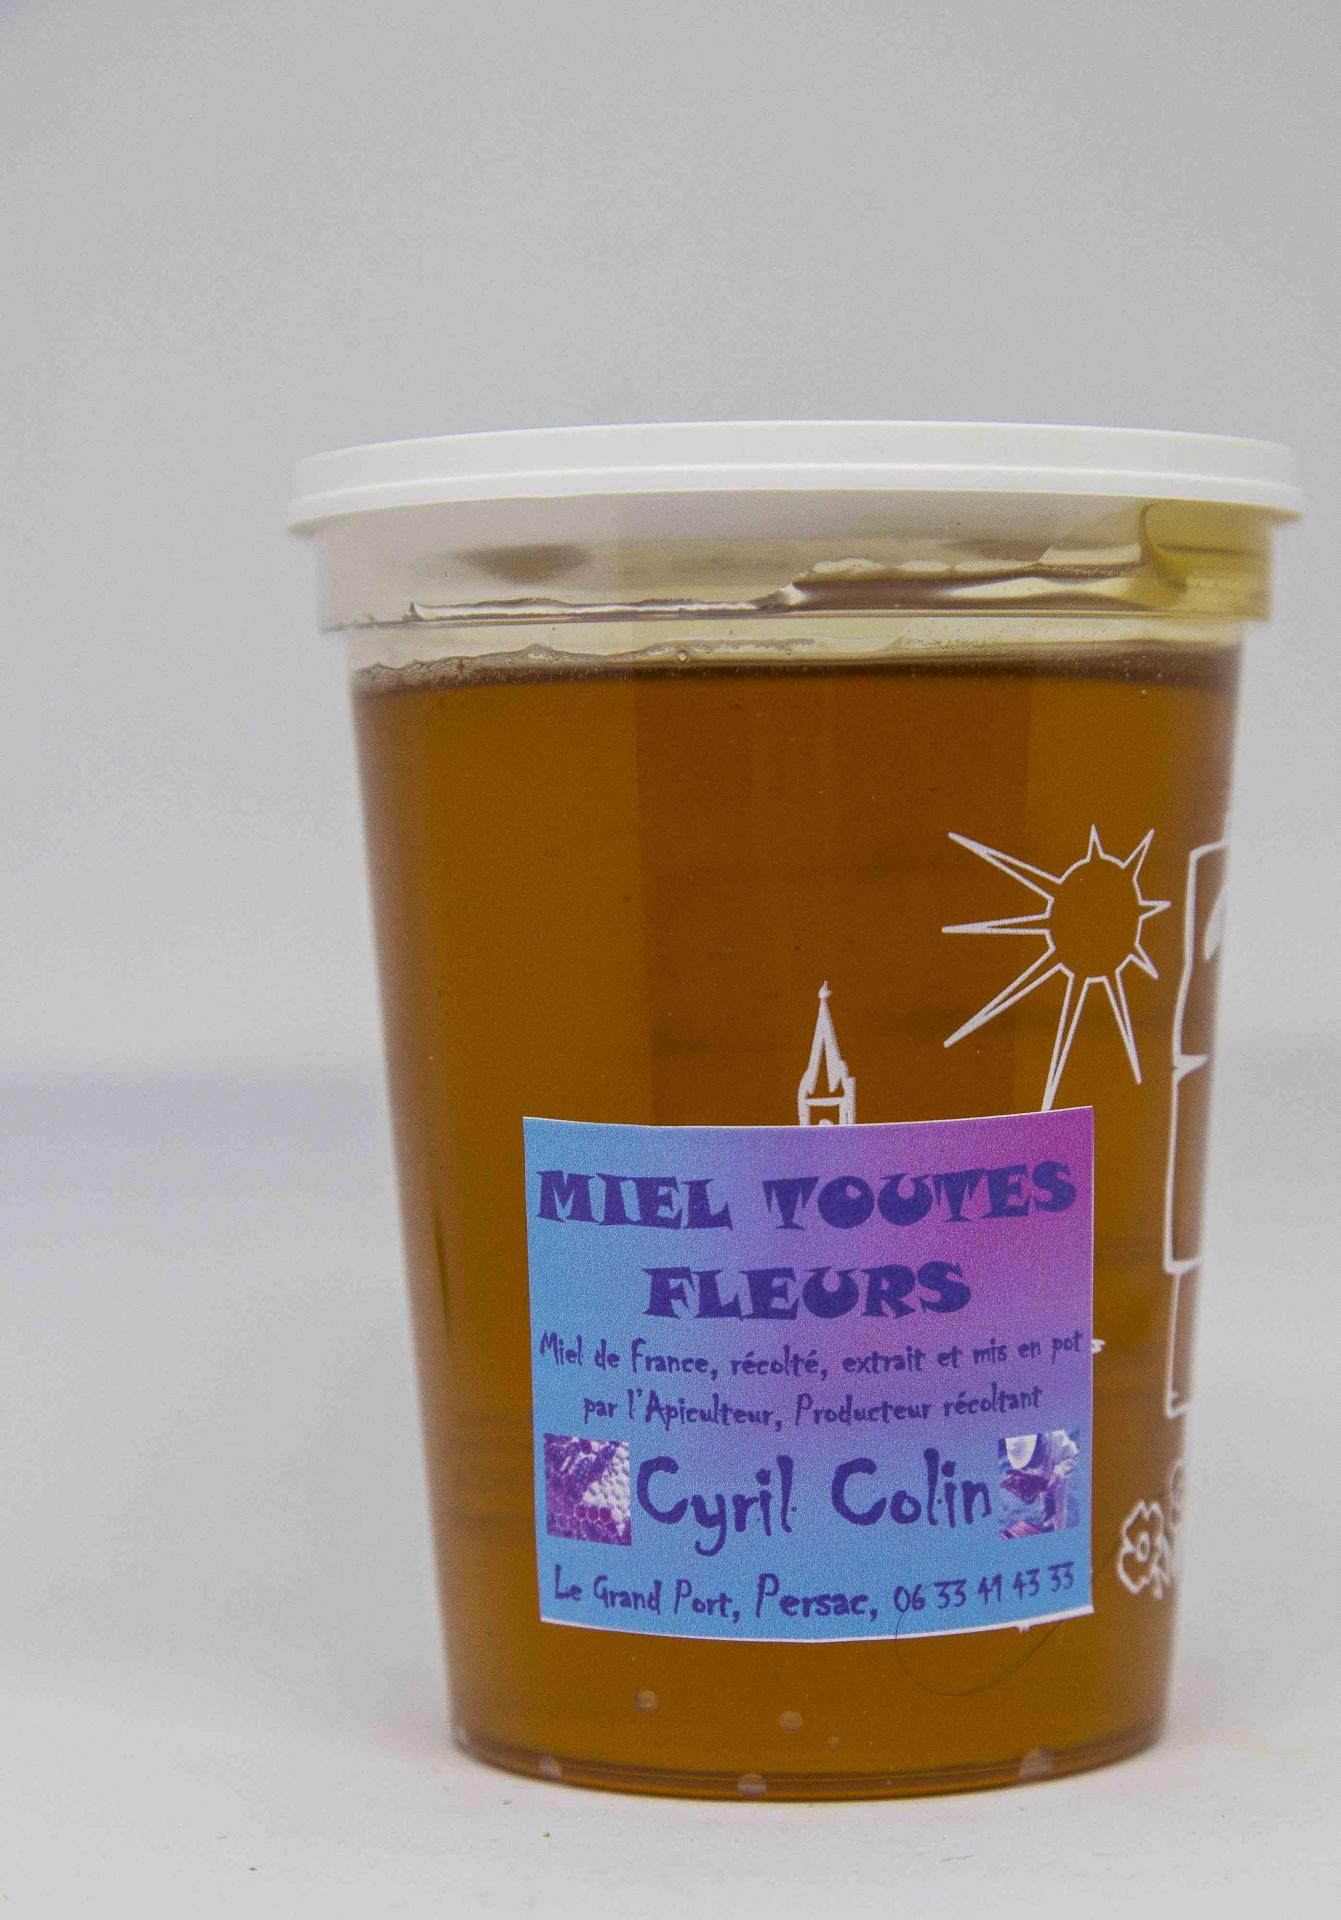 MIEL TOUTES
FLEURS
Miel de France, récolté, extrait et mis en pot
par l'Apiculteur, Producteur récoltant
Cyril Colin
Le Grand Port, Persac, 06 33 41 43 33